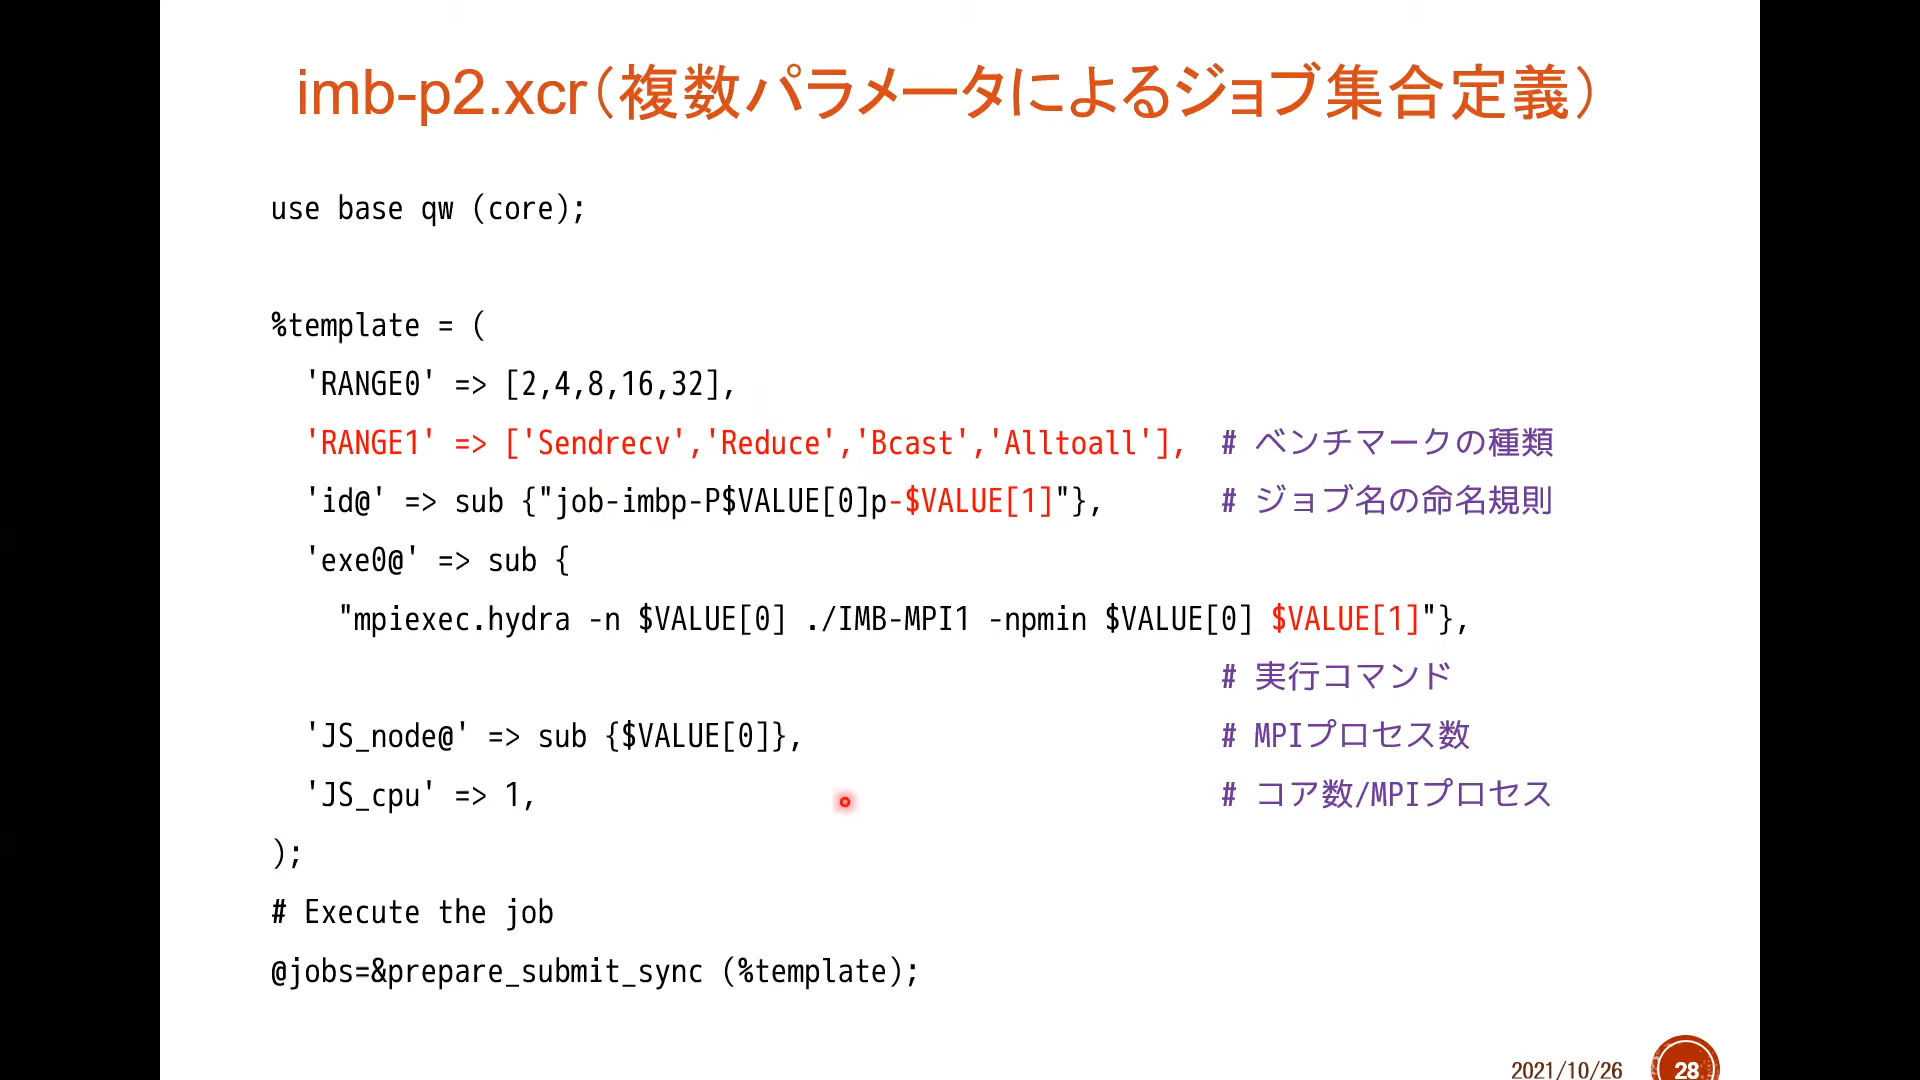 imb-p2.xcr（複数パラメータによるジョブ集合定義）
use base qw (core);
%template = (
'RANGE0' => [2,4,8,16,32],
'RANGE1' => ['Sendrecv','Reduce','Bcast','Alltoall'], # ベンチマークの種類
'id@' => sub {"job-imbp-P$VALUE[0]p-$VALUE[1]"}, # ジョブ名の命名規則
'exe0@' => sub {
"mpiexec.hydra -n $VALUE[0] ./IMB-MPI1 -npmin $VALUE[0] $VALUE[1]"},
# 実行コマンド
'JS_node@' => sub {$VALUE[0]}, # MPIプロセス数
'JS_cpu' => 1, # コア数/MPIプロセス
);
# Execute the job
@jobs=&prepare_submit_sync (%template);
2021/10/26 28